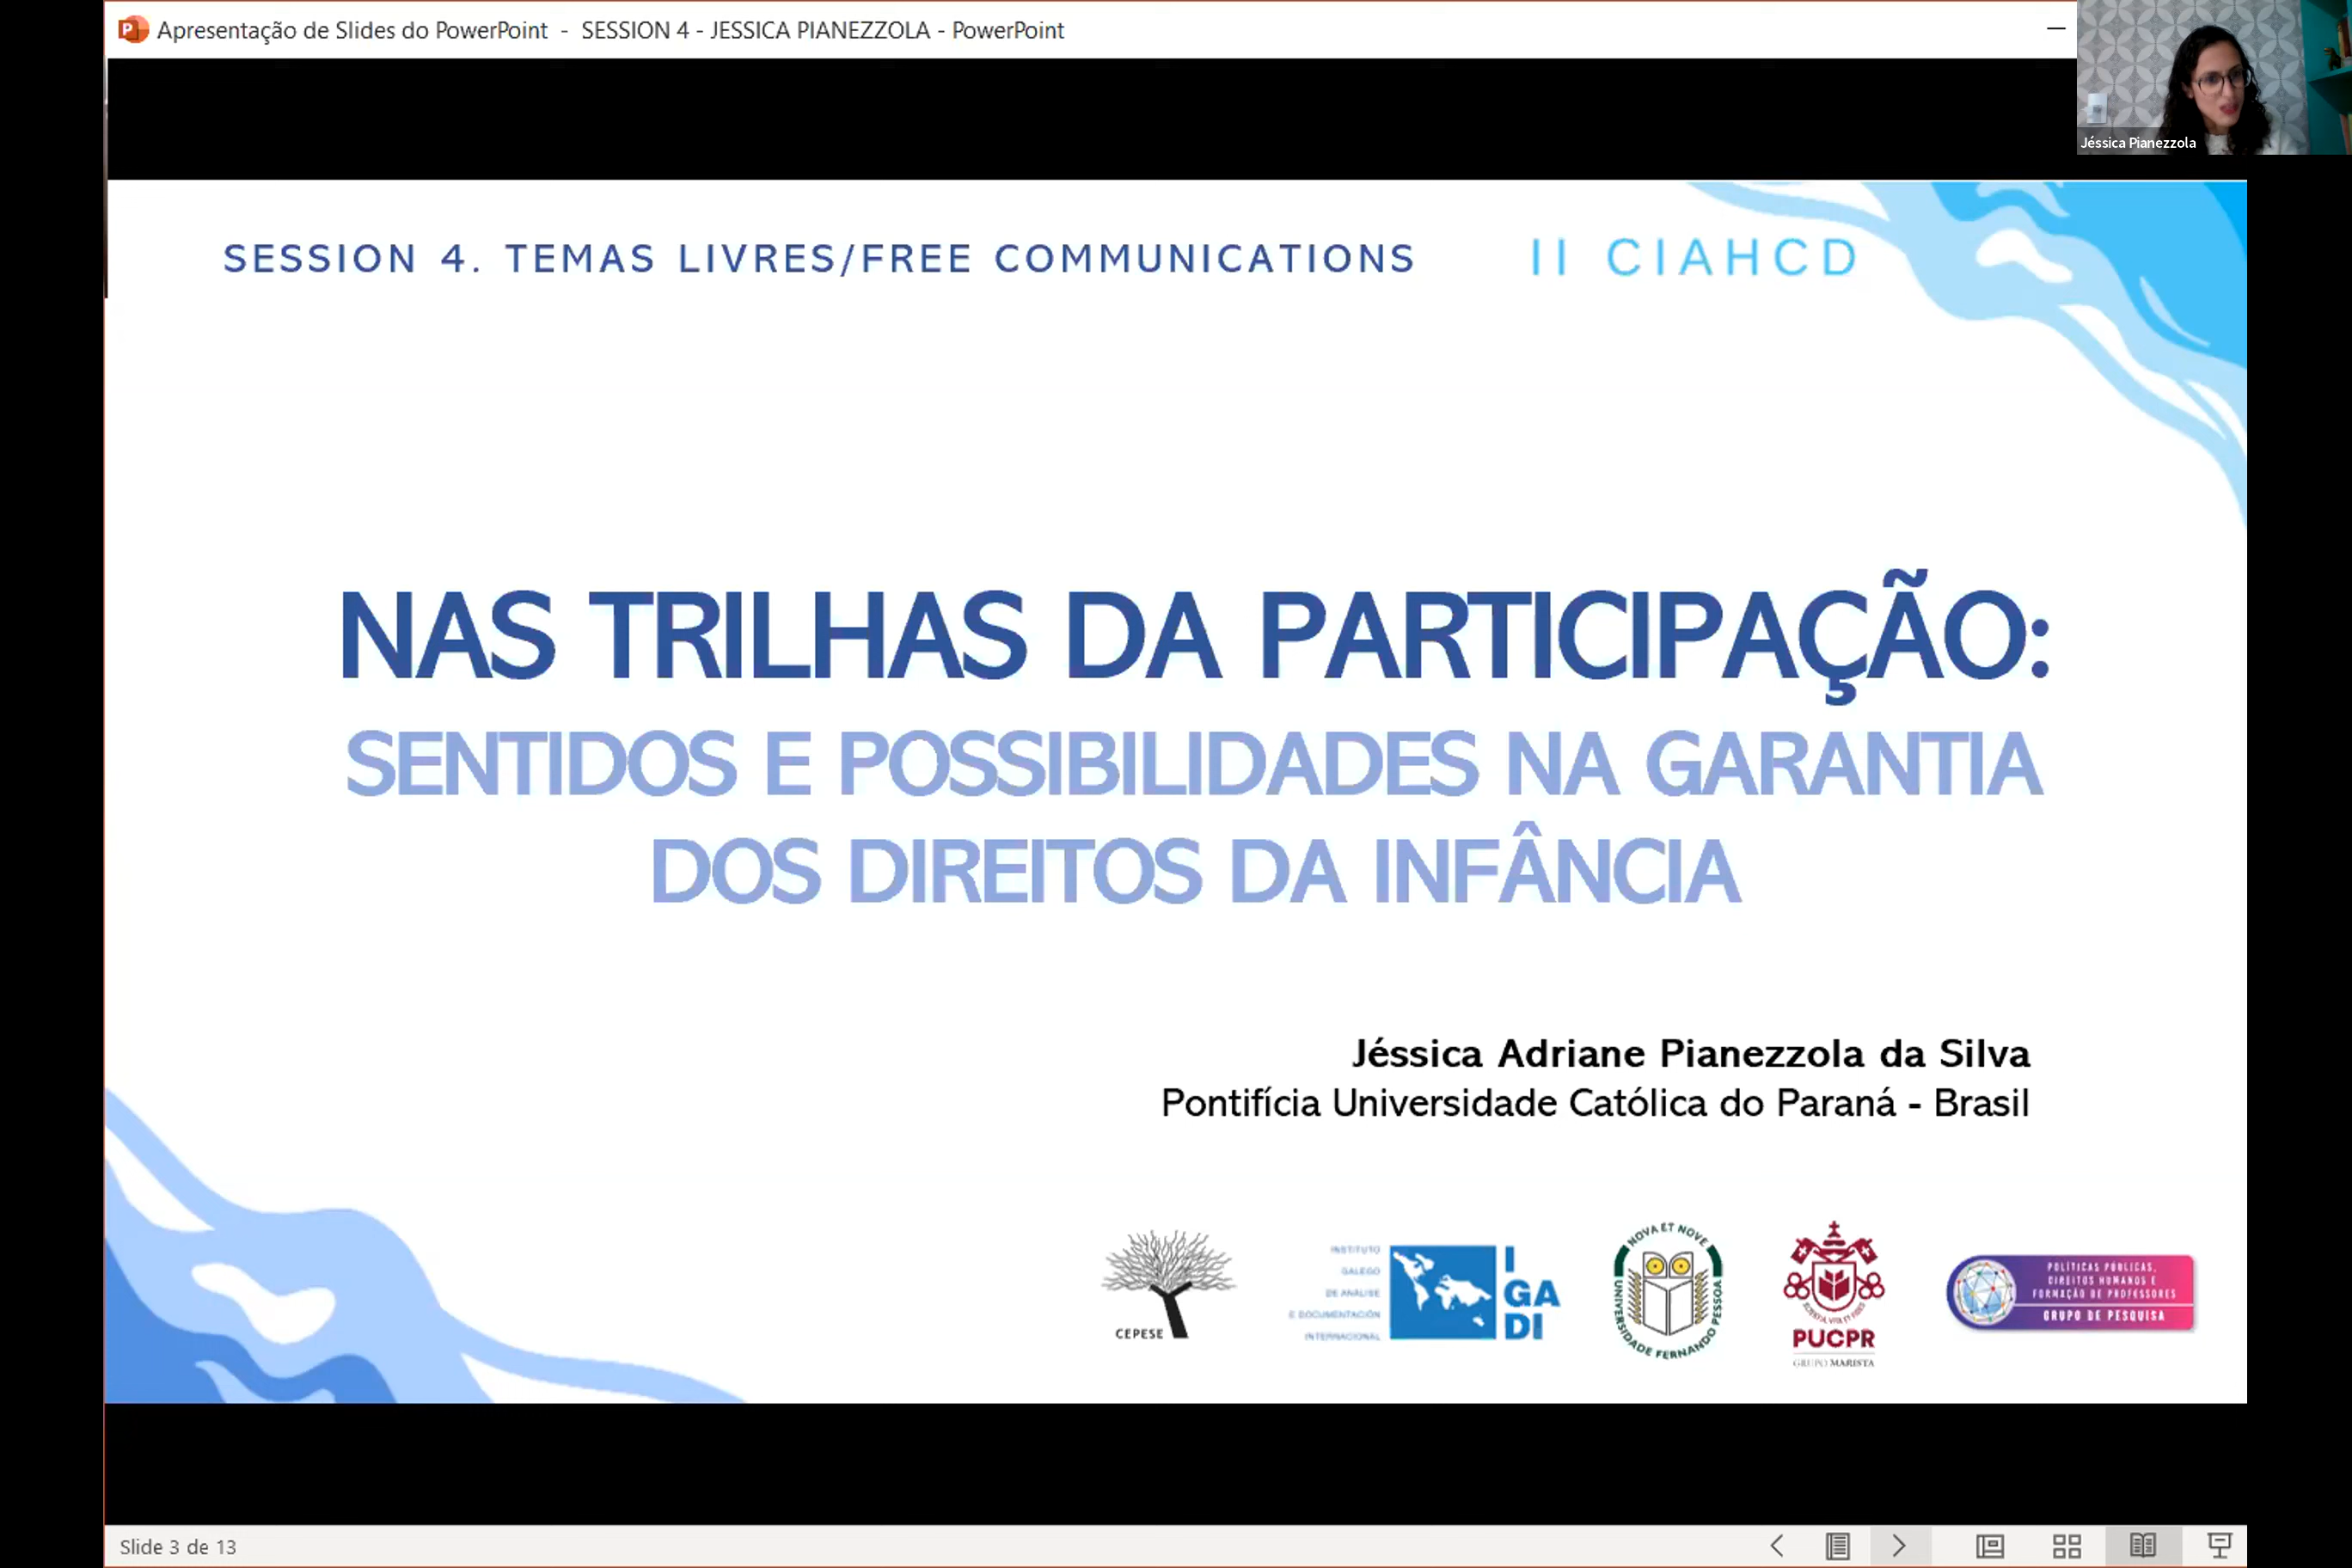 Apresentação de Slides do PowerPoint - SESSION 4 - JESSICA PIANEZZOLA - PowerPoint
Jéssica Pianezzola
SESSION 4. TEMAS LIVRES/FREE COMMUNICATIONS
II CIAHCD
NAS TRILHAS DA PARTICIPAÇÃO:
SENTIDOS E POSSIBILIDADES NA GARANTIA
DOS DIREITOS DA INFÂNCIA
Jéssica Adriane Pianezzola da Silva
Pontifícia Universidade Católica do Paraná - Brasil
CEPESE
INSTITUTO
GALEGO
DE ANÁLISE
E DOCUMENTACIÓN
INTERNACIONAL
I
GA
DI
NOVA ET NOVE
UNIVERSIDADE FERNANDO PESSOA
PUCPR
GRUPO MARISTA
POLÍTICAS PÚBLICAS,
DIREITOS HUMANOS E
FORMAÇÃO DE PROFESSORES
GRUPO DE PESQUISA
Slide 3 de 13